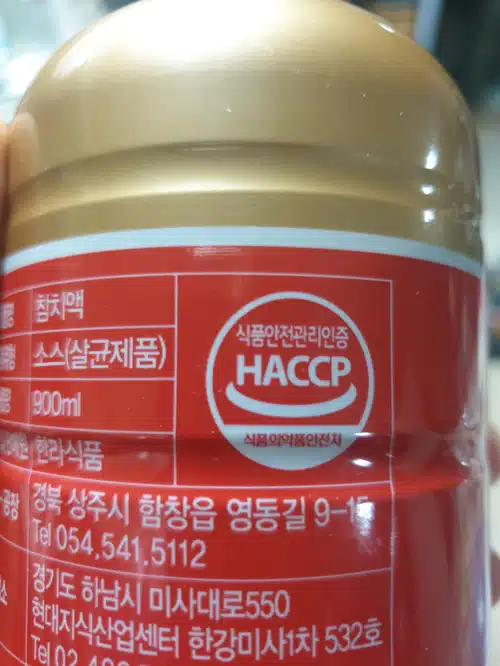 참치액
식품안전관리인증
HACCP
식품의약품안전처
소스(살균제품)
900ml
한라식품
경북 상주시 함창읍 영동길 9-15
Tel 054.541.5112
경기도 하남시 미사대로550
현대지식산업센터 한강미사1차 532호
Tel 02